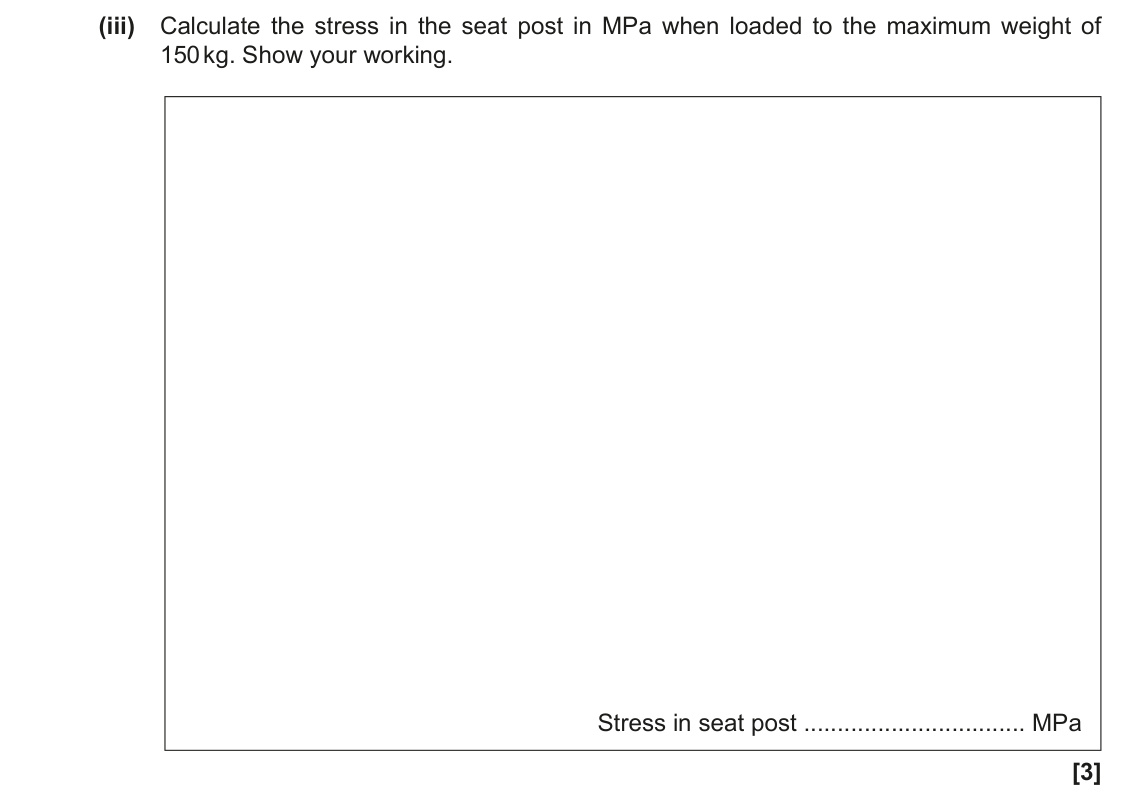 (iii) Calculate the stress in the seat post in MPa when loaded to the maximum weight of
150 kg. Show your working.
Stress in seat post ................................. MPa
[3]